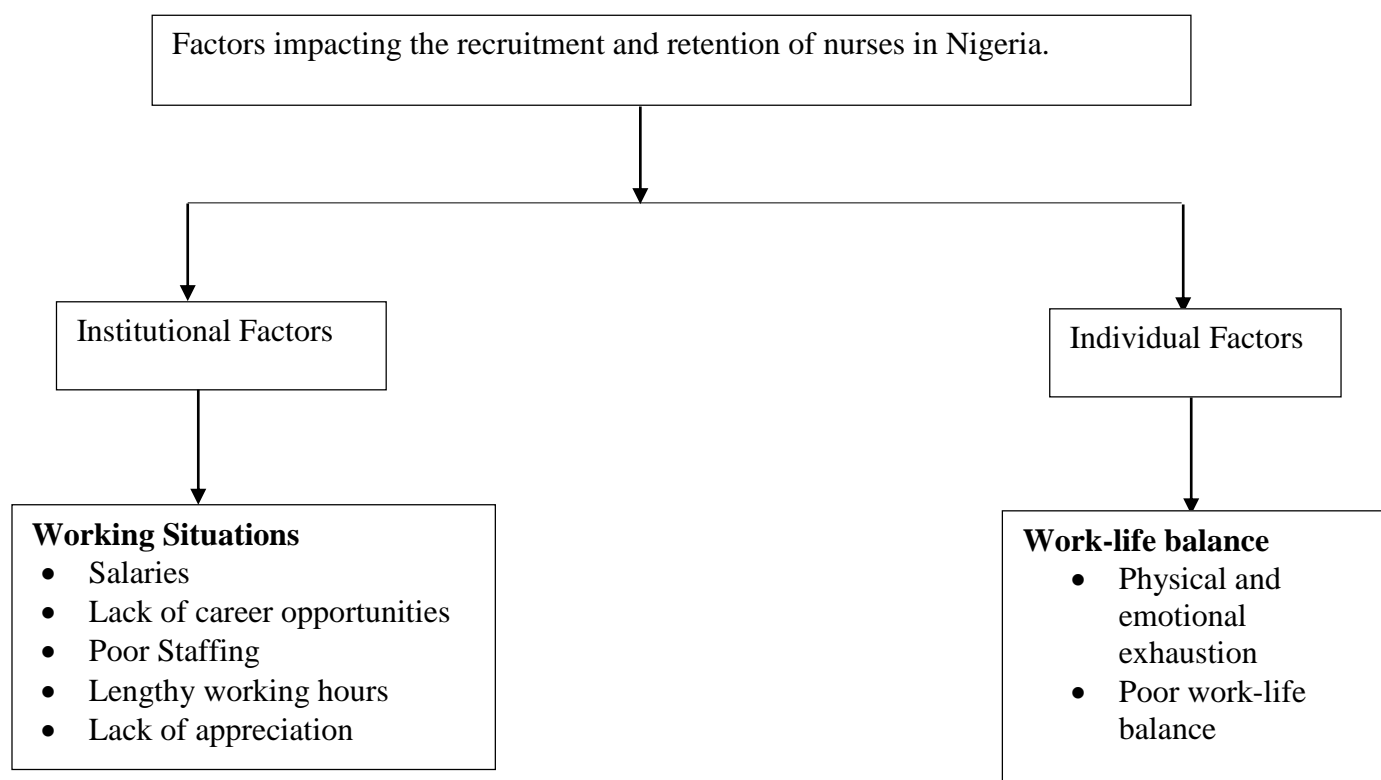 Factors impacting the recruitment and retention of nurses in Nigeria.
Institutional Factors
Individual Factors
Working Situations
• Salaries
• Lack of career opportunities
• Poor Staffing
• Lengthy working hours
• Lack of appreciation
Work-life balance
• Physical and
emotional
exhaustion
• Poor work-life
balance